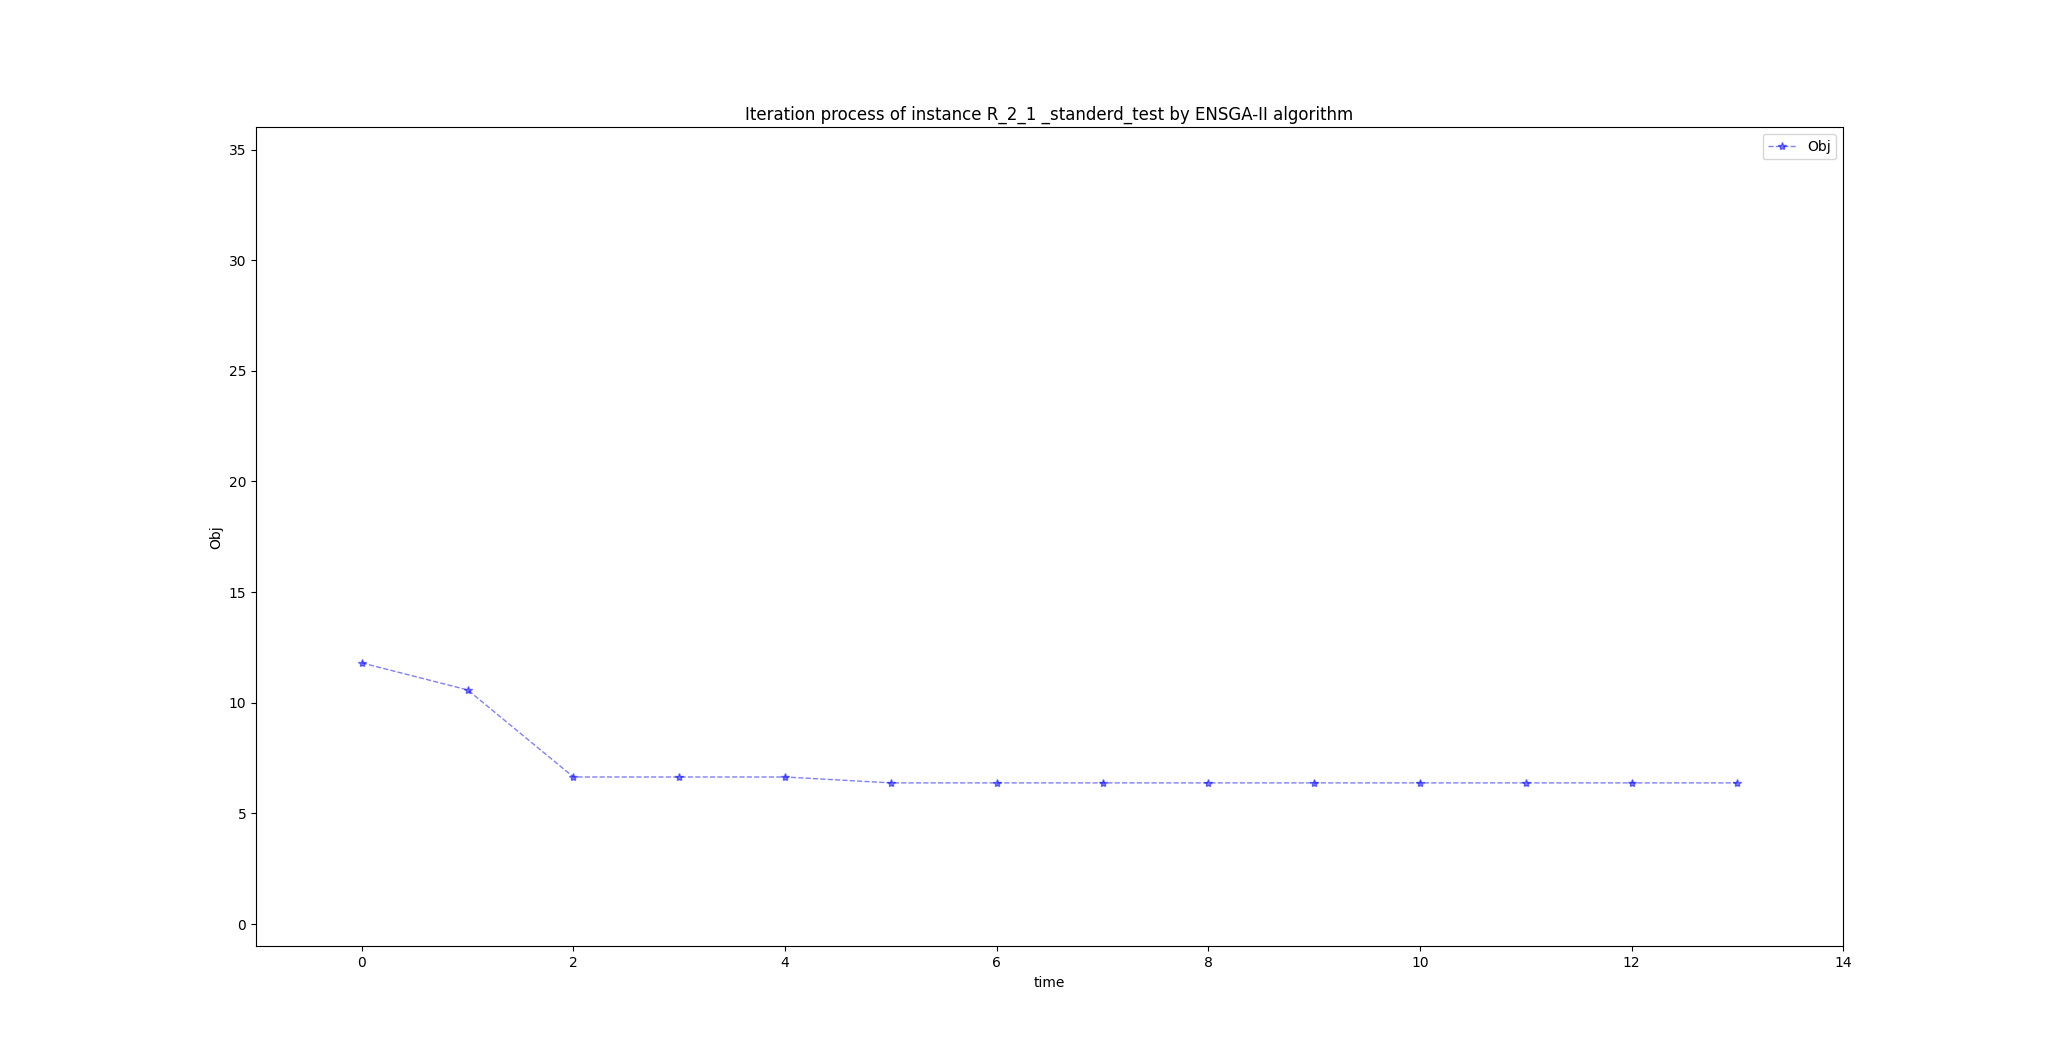 Iteration process of instance R_2_1 _standerd_test by ENSGA-II algorithm
Obj
35
30
25
20
15
10
5
0
Obj
0 2 4 6 8 10 12 14
time